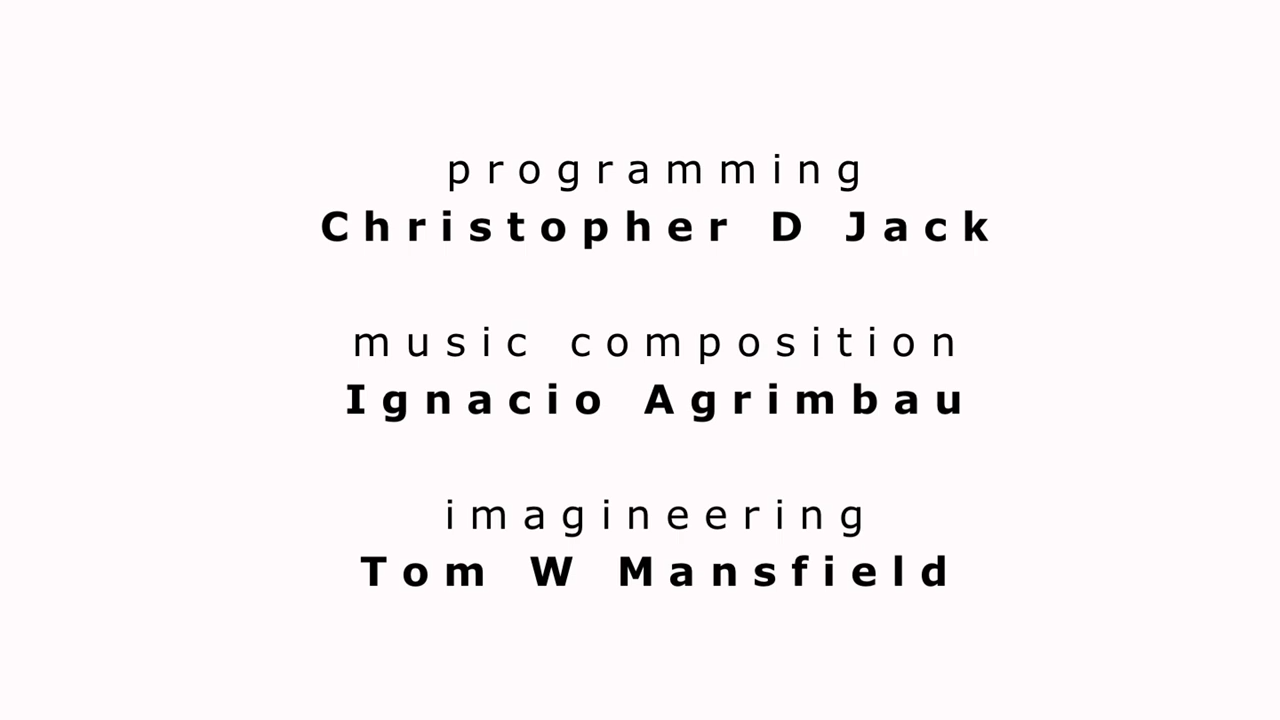 programming
Christopher D Jack
music composition
Ignacio Agrimbau
imagineering
Tom W Mansfield